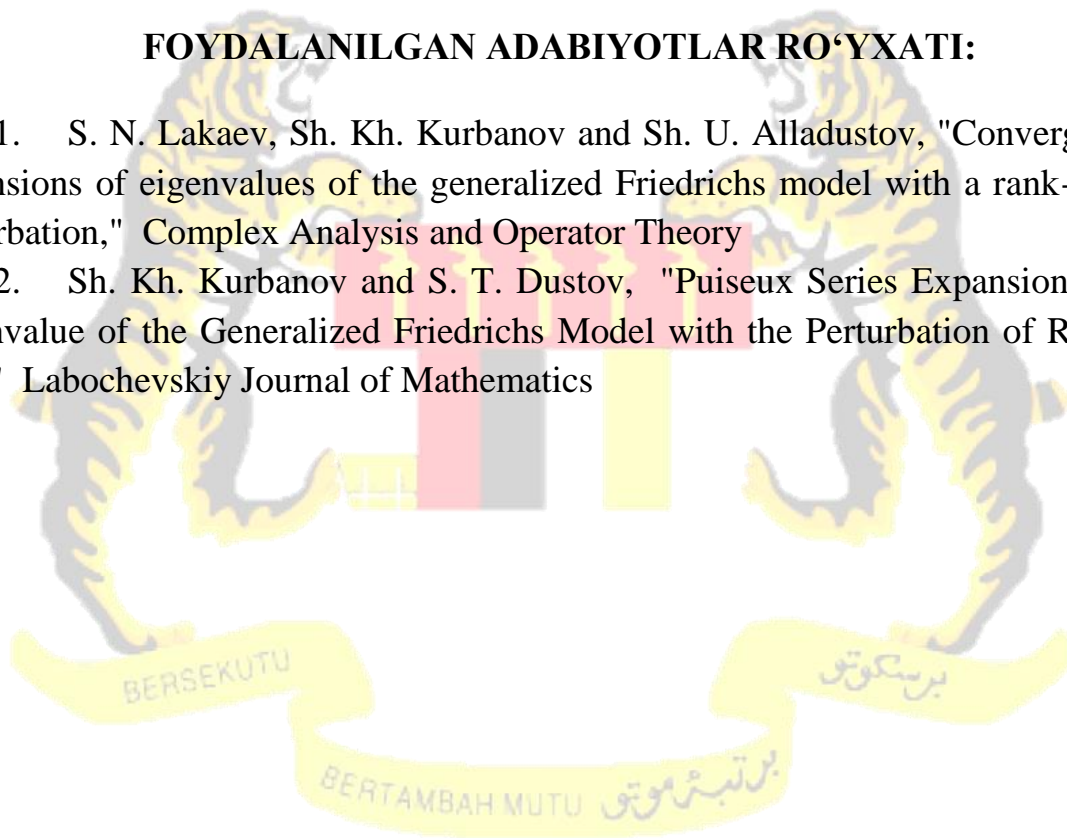 FOYDALANILGAN ADABIYOTLAR RO‘YXATI:
1. S. N. Lakaev, Sh. Kh. Kurbanov and Sh. U. Alladustov, "Converg
nsions of eigenvalues of the generalized Friedrichs model with a rank-
rbation," Complex Analysis and Operator Theory
2. Sh. Kh. Kurbanov and S. T. Dustov, "Puiseux Series Expansion
nvalue of the Generalized Friedrichs Model with the Perturbation of R
" Labochevskiy Journal of Mathematics
BERSEKUTU برسكوتو
BERTAMBAH MUTU برتمبه موتو